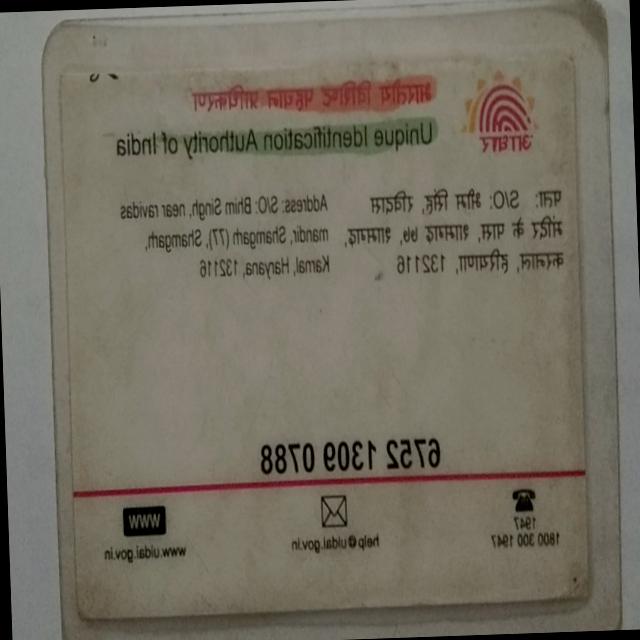 भारतीय विशिष्ट पहचान प्राधिकरण
Unique Identification Authority of India
आधार
पता: S/O: भीम सिंह, रविदास
मंदिर के पास, शामगढ़ ७७, शामगढ़,
करनाल, हरियाणा, 132116
Address: S/O: Bhim Singh, near ravidas
mandir, Shamgarh (77), Shamgarh,
Karnal, Haryana, 132116
6752 1309 0788
1947
1800 300 1947
help@uidai.gov.in
WWW
www.uidai.gov.in